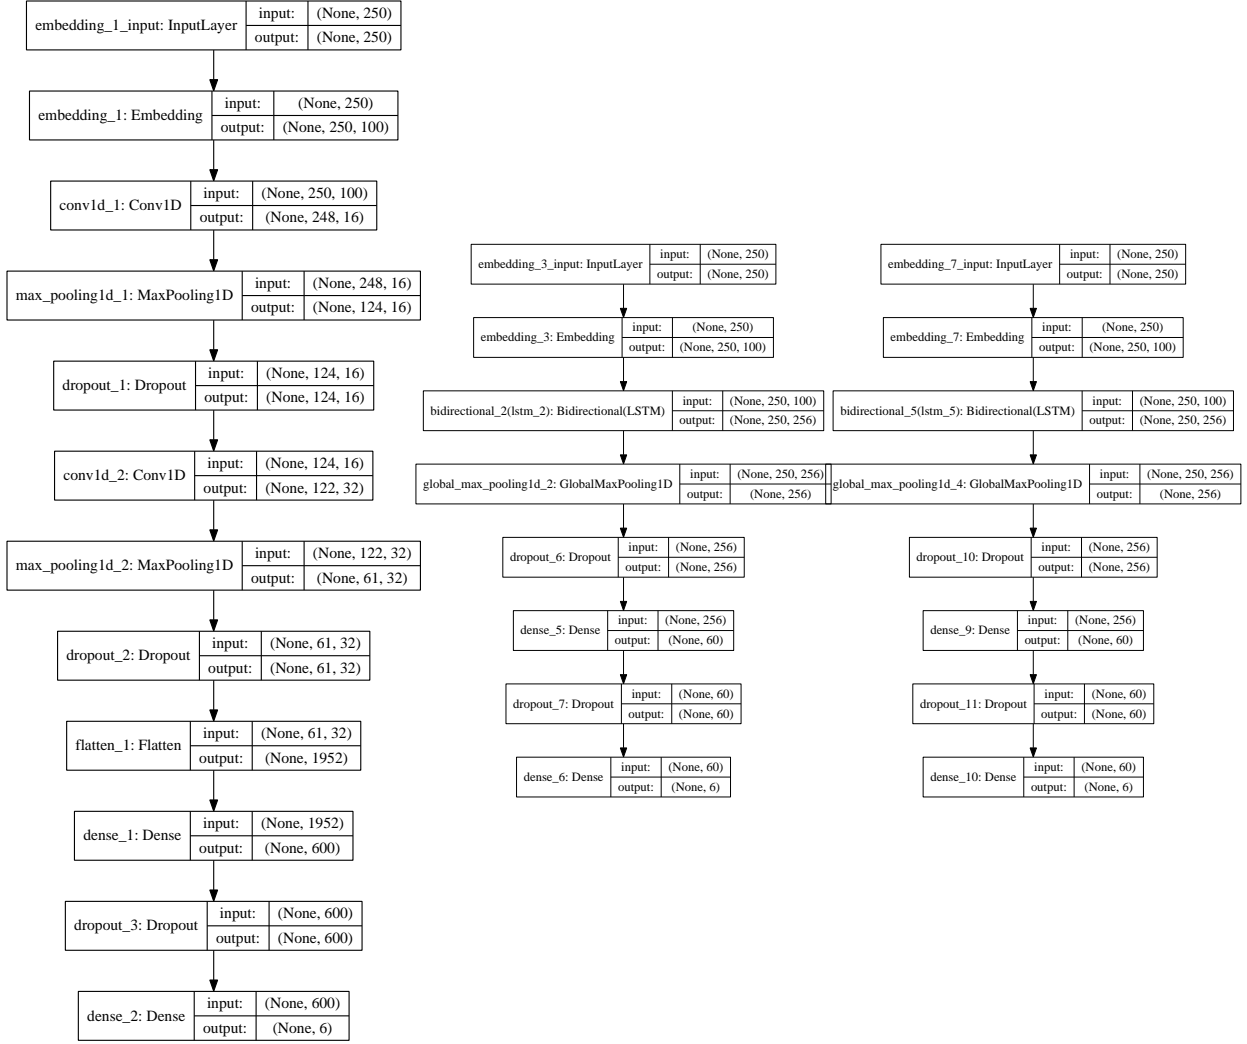 embedding_1_input: InputLayer
input: (None, 250)
output: (None, 250)
embedding_1: Embedding
input: (None, 250)
output: (None, 250, 100)
conv1d_1: Conv1D
input: (None, 250, 100)
output: (None, 248, 16)
max_pooling1d_1: MaxPooling1D
input: (None, 248, 16)
output: (None, 124, 16)
dropout_1: Dropout
input: (None, 124, 16)
output: (None, 124, 16)
conv1d_2: Conv1D
input: (None, 124, 16)
output: (None, 122, 32)
max_pooling1d_2: MaxPooling1D
input: (None, 122, 32)
output: (None, 61, 32)
dropout_2: Dropout
input: (None, 61, 32)
output: (None, 61, 32)
flatten_1: Flatten
input: (None, 61, 32)
output: (None, 1952)
dense_1: Dense
input: (None, 1952)
output: (None, 600)
dropout_3: Dropout
input: (None, 600)
output: (None, 600)
dense_2: Dense
input: (None, 600)
output: (None, 6)
embedding_3_input: InputLayer
input: (None, 250)
output: (None, 250)
embedding_3: Embedding
input: (None, 250)
output: (None, 250, 100)
bidirectional_2(lstm_2): Bidirectional(LSTM)
input: (None, 250, 100)
output: (None, 250, 256)
global_max_pooling1d_2: GlobalMaxPooling1D
input: (None, 250, 256)
output: (None, 256)
dropout_6: Dropout
input: (None, 256)
output: (None, 256)
dense_5: Dense
input: (None, 256)
output: (None, 60)
dropout_7: Dropout
input: (None, 60)
output: (None, 60)
dense_6: Dense
input: (None, 60)
output: (None, 6)
embedding_7_input: InputLayer
input: (None, 250)
output: (None, 250)
embedding_7: Embedding
input: (None, 250)
output: (None, 250, 100)
bidirectional_5(lstm_5): Bidirectional(LSTM)
input: (None, 250, 100)
output: (None, 250, 256)
global_max_pooling1d_4: GlobalMaxPooling1D
input: (None, 250, 256)
output: (None, 256)
dropout_10: Dropout
input: (None, 256)
output: (None, 256)
dense_9: Dense
input: (None, 256)
output: (None, 60)
dropout_11: Dropout
input: (None, 60)
output: (None, 60)
dense_10: Dense
input: (None, 60)
output: (None, 6)